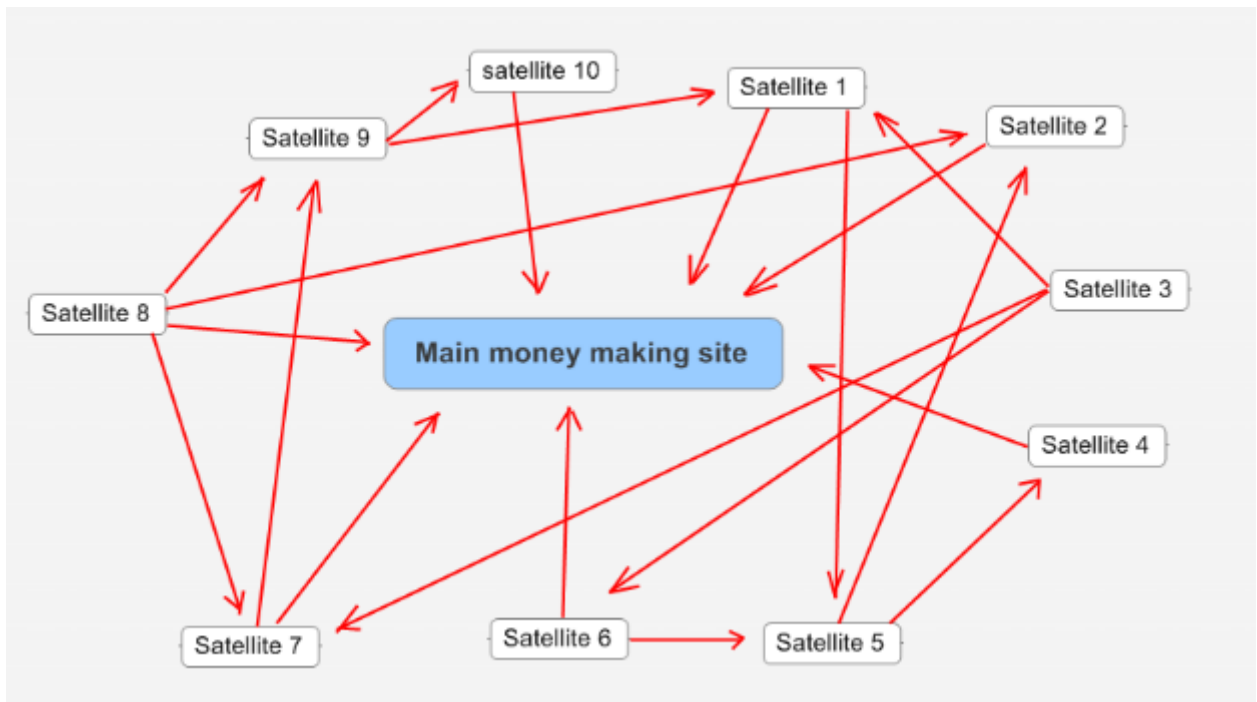 satellite 10
Satellite 1
Satellite 2
Satellite 9
Satellite 3
Satellite 8
Main money making site
Satellite 4
Satellite 7
Satellite 6
Satellite 5